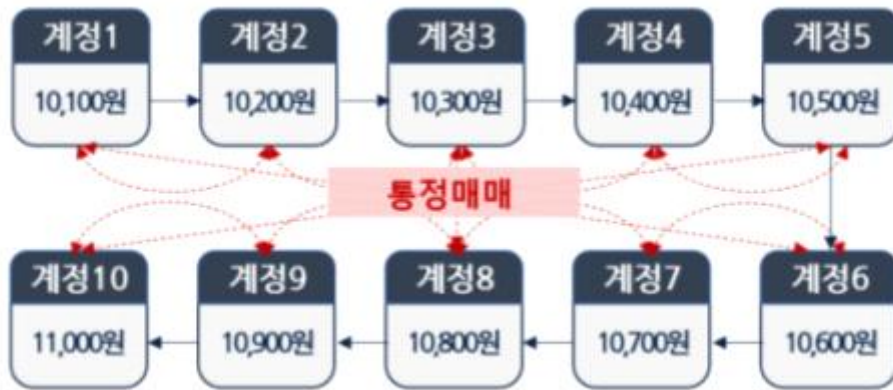 계정1 계정2 계정3 계정4 계정5
10,100원 10,200원 10,300원 10,400원 10,500원
통정매매
계정10 계정9 계정8 계정7 계정6
11,000원 10,900원 10,800원 10,700원 10,600원